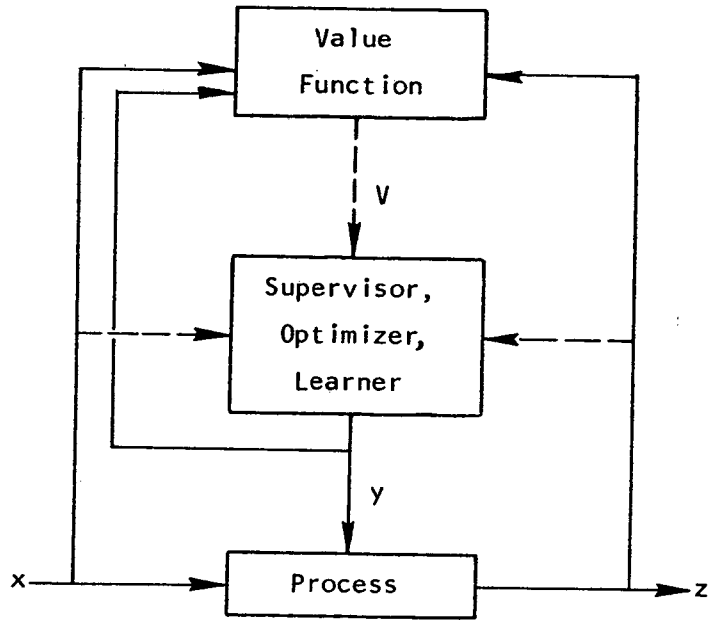 Value
Function
V
Supervisor,
Optimizer,
Learner
y
x
Process
z